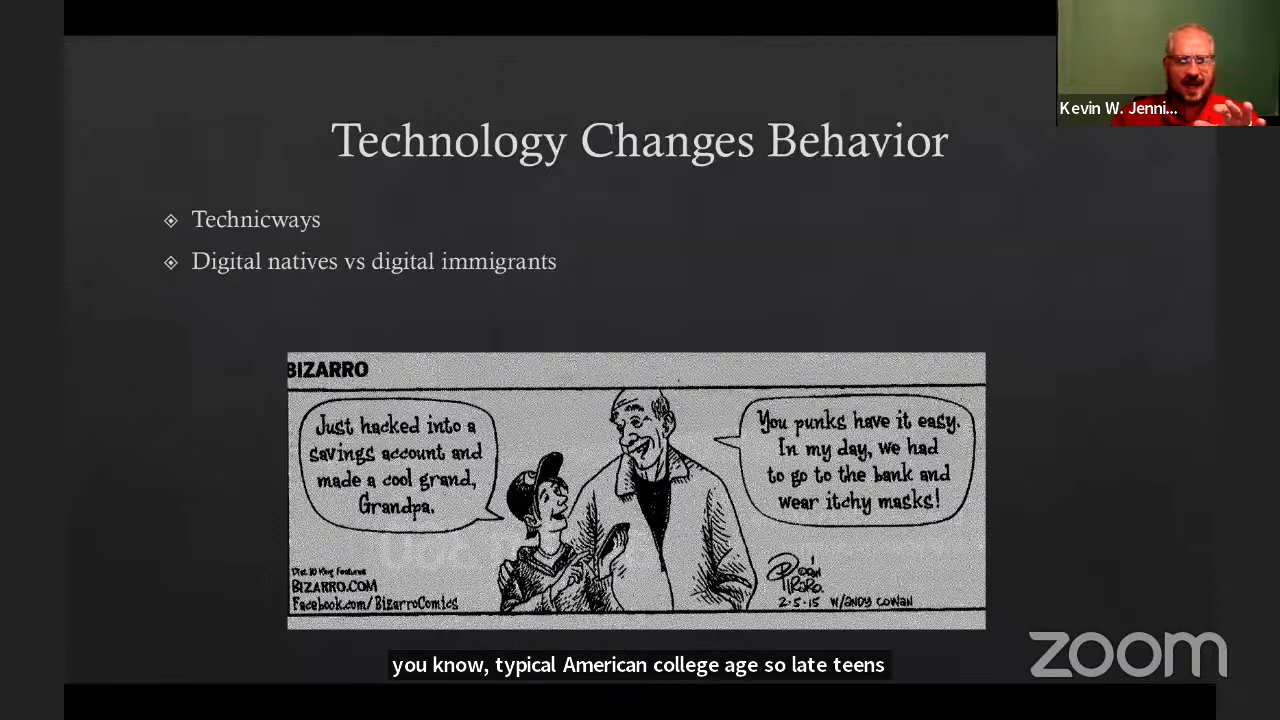 Kevin W. Jenni...
Technology Changes Behavior
Technicways
Digital natives vs digital immigrants
BIZARRO
Just hacked into a
savings account and
made a cool grand,
Grandpa.
You punks have it easy.
In my day, we had
to go to the bank and
wear itchy masks!
BIZARRO.COM
Facebook.com/BizarroComics
2-5-15 W/ANDY COWAN
you know, typical American college age so late teens
zoom